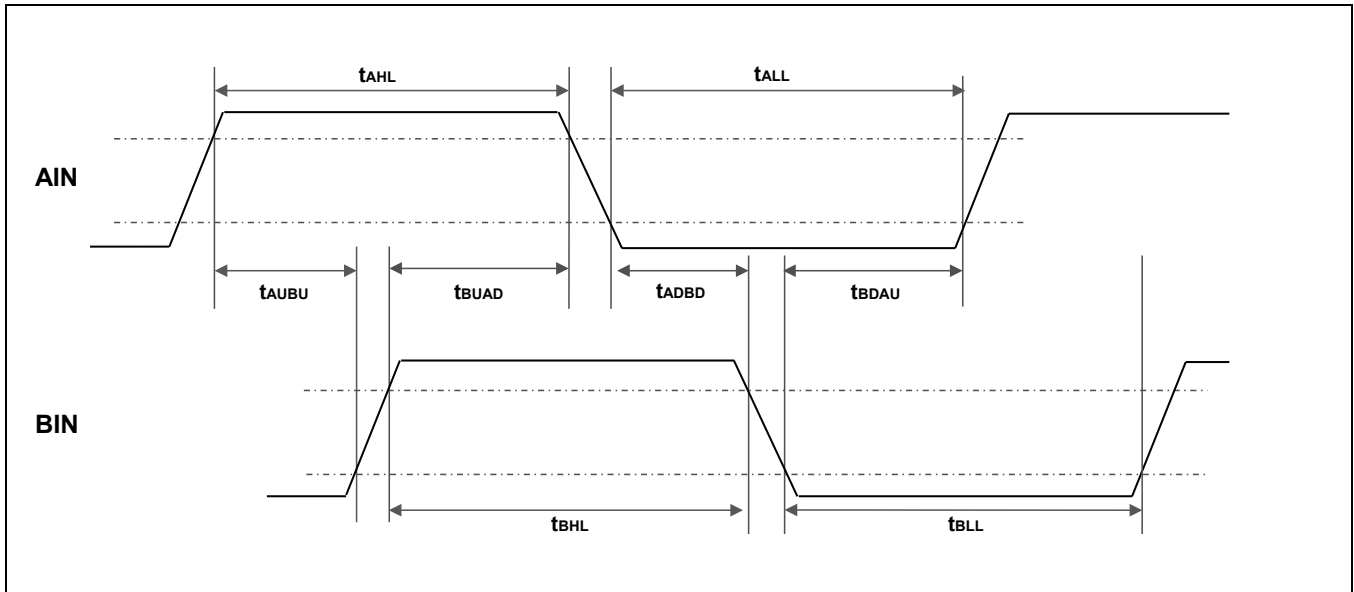 tAHL tALL
AIN
tAUBU tBUAD tADBD tBDAU
BIN
tBHL tBLL